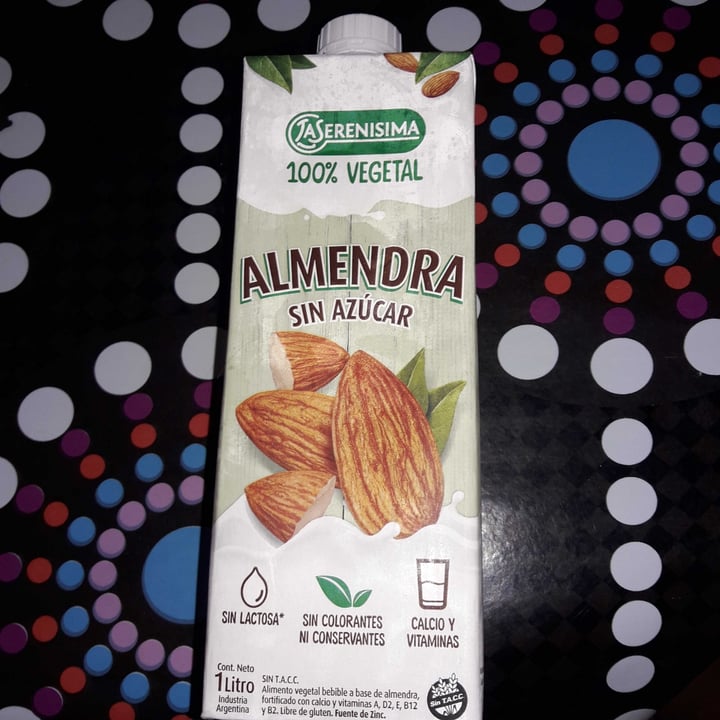 LASERENISIMA
100% VEGETAL
ALMENDRA
SIN AZÚCAR
SIN LACTOSA*
SIN COLORANTES
NI CONSERVANTES
CALCIO Y
VITAMINAS
Cont. Neto
1 Litro
Industria
Argentina
SIN T.A.C.C.
Alimento vegetal bebible a base de almendra,
fortificado con calcio y vitaminas A, D2, E, B12
y B2. Libre de gluten. Fuente de Zinc.
Sin T.A.C.C.